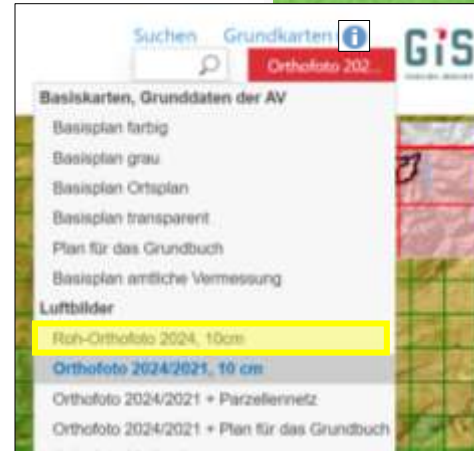 Suchen Grundkarten
GIS
Orthofoto 202...
Basiskarten, Grunddaten der AV
Basisplan farbig
Basisplan grau
Basisplan Ortsplan
Basisplan transparent
Plan für das Grundbuch
Basisplan amtliche Vermessung
Luftbilder
Roh-Orthofoto 2024, 10cm
Orthofoto 2024/2021, 10 cm
Orthofoto 2024/2021 + Parzellennetz
Orthofoto 2024/2021 + Plan für das Grundbuch